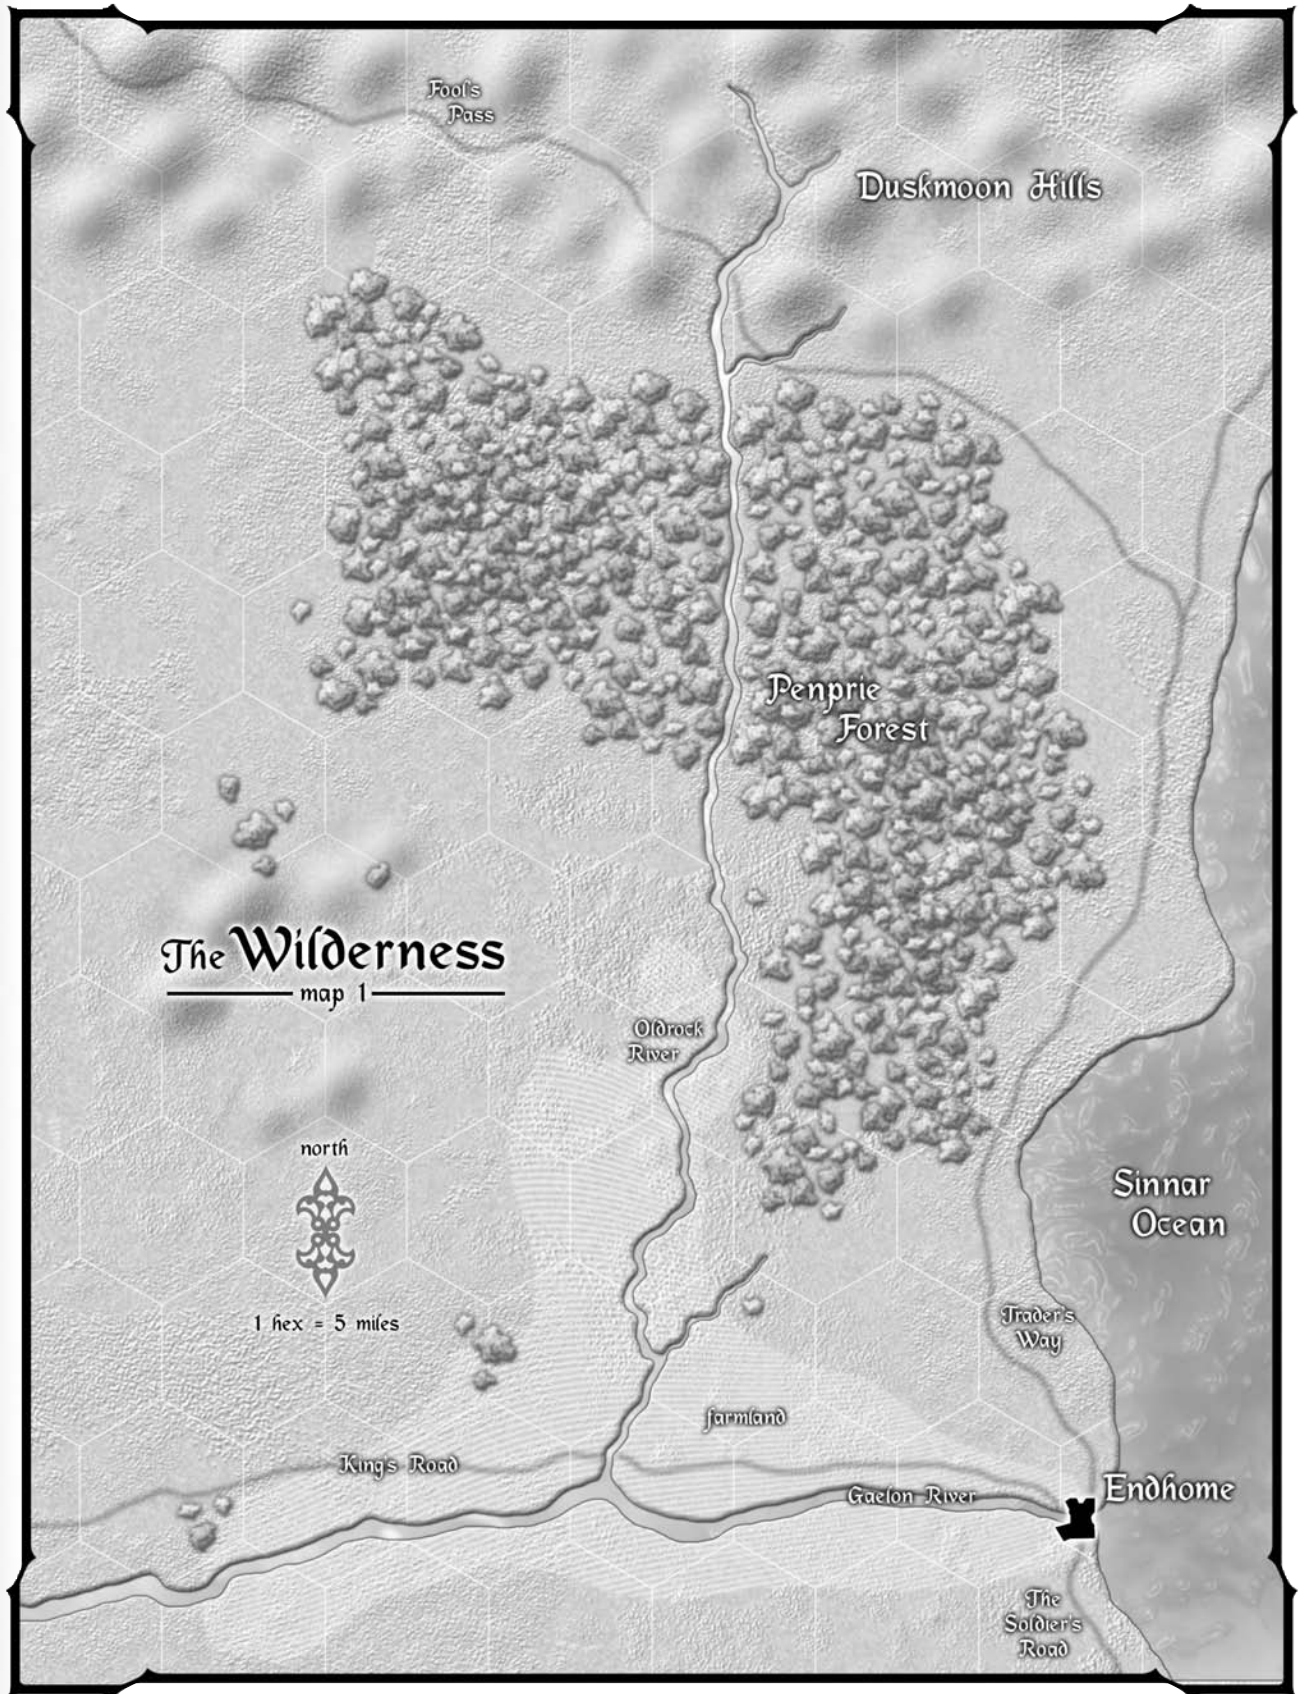 Fool's
Pass
Duskmoon Hills
Penprie
Forest
The Wilderness
map 1
Oldrock
River
north
Sinnar
Ocean
1 hex = 5 miles
Trader's
Way
farmland
King's Road
Gaelon River
Endhome
The
Soldier's
Road